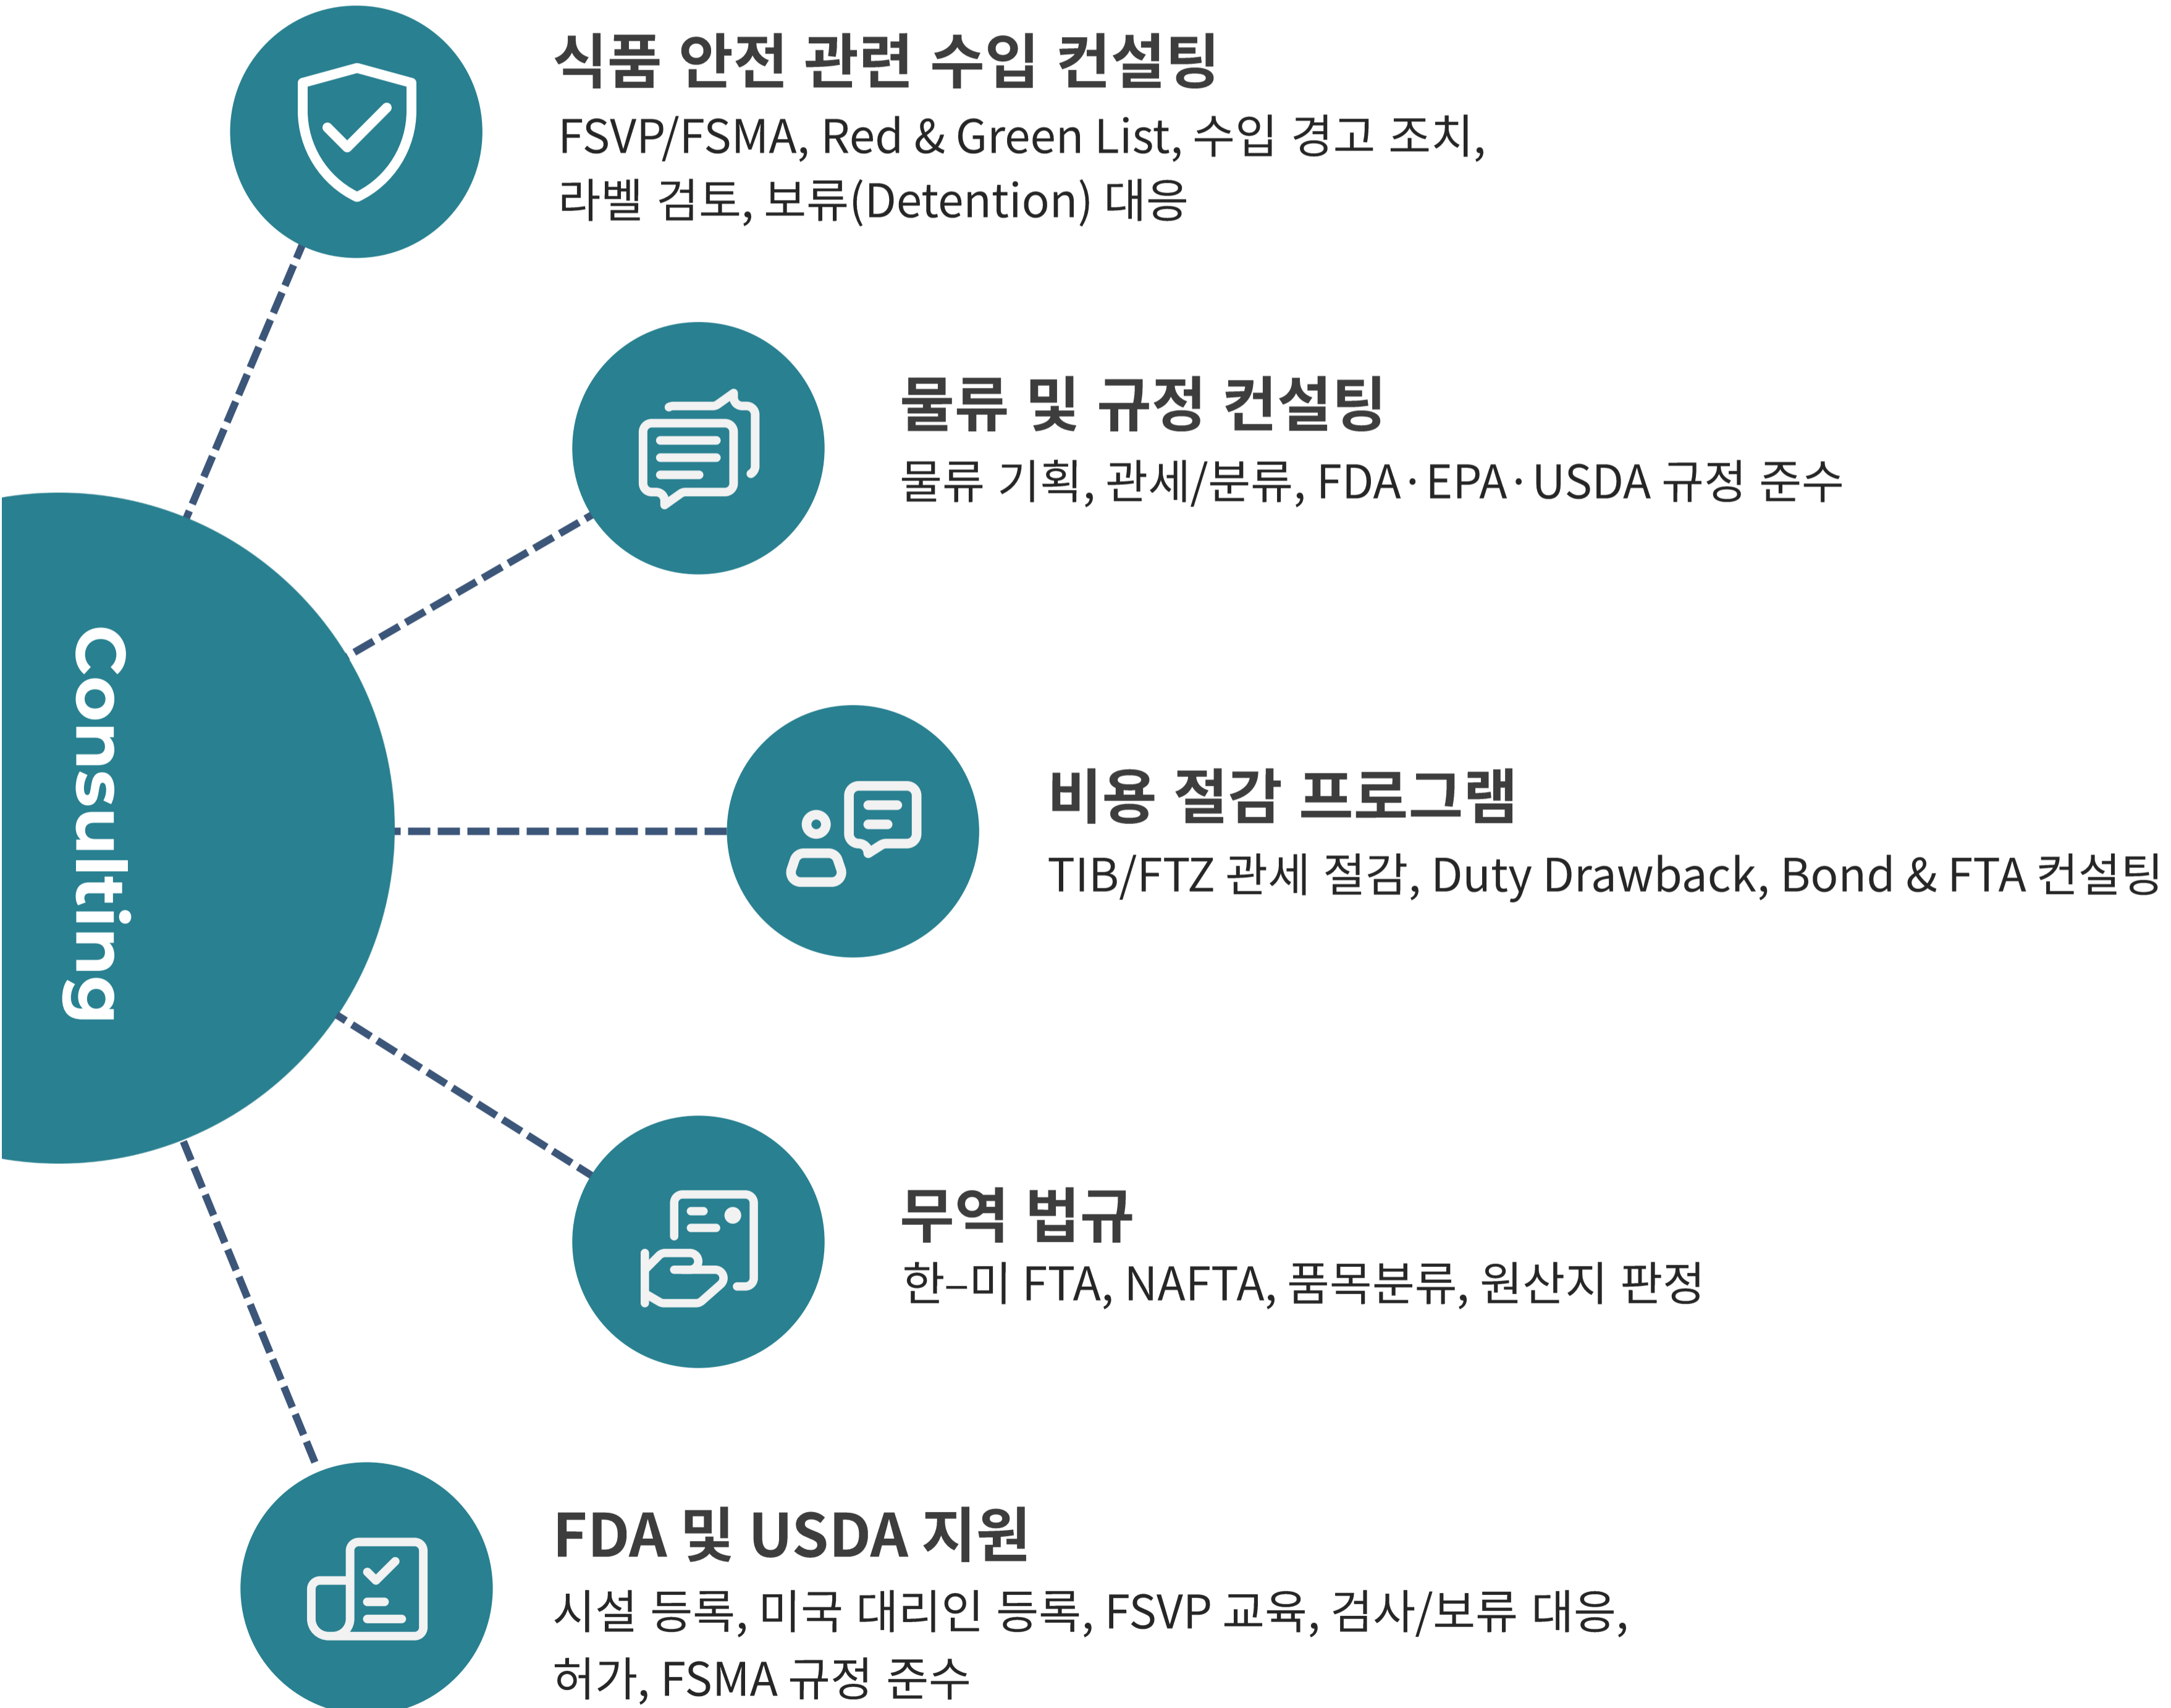 식품 안전 관련 수입 컨설팅
FSVP/FSMA, Red & Green List, 수입 경고 조치,
라벨 검토, 보류(Detention) 대응
물류 및 규정 컨설팅
물류 기획, 관세/분류, FDA·EPA·USDA 규정 준수
Consulting
비용 절감 프로그램
TIB/FTZ 관세 절감, Duty Drawback, Bond & FTA 컨설팅
무역 법규
한–미 FTA, NAFTA, 품목분류, 원산지 판정
FDA 및 USDA 지원
시설 등록, 미국 대리인 등록, FSVP 교육, 검사/보류 대응,
허가, FSMA 규정 준수